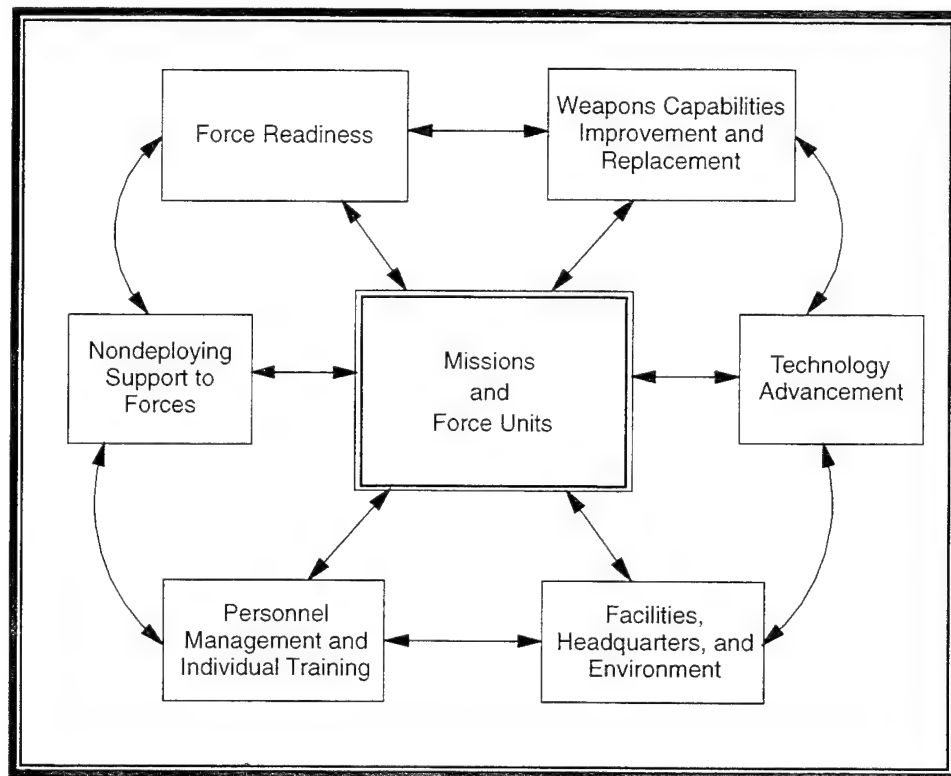 Force Readiness
Weapons Capabilities
Improvement and
Replacement
Nondeploying
Support to
Forces
Missions
and
Force Units
Technology
Advancement
Personnel
Management and
Individual Training
Facilities,
Headquarters, and
Environment